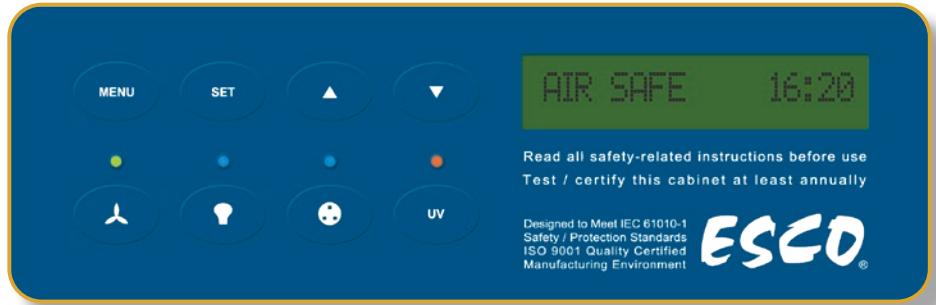 MENU
SET
AIR SAFE 16:20
Read all safety-related instructions before use
Test / certify this cabinet at least annually
UV
Designed to Meet IEC 61010-1
Safety / Protection Standards
ISO 9001 Quality Certified
Manufacturing Environment
ESCO®